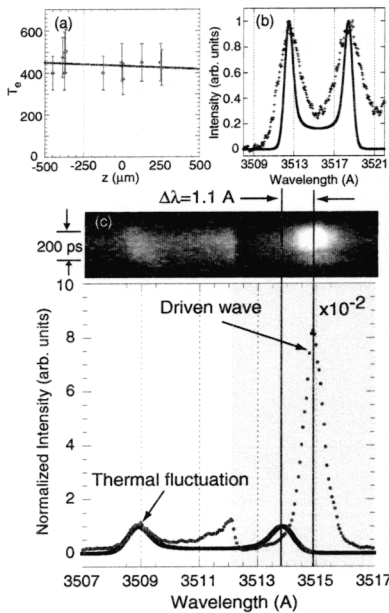 (a)
600
400
200
0
T_e
-500 -250 0 250 500
z (μm)
(b)
1
0.8
0.6
0.4
0.2
0
Intensity (arb. units)
3509 3513 3517 3521
Wavelength (A)
Δλ=1.1 A
(c)
200 ps
10
8
6
4
2
0
Normalized Intensity (arb. units)
Driven wave
x10⁻²
Thermal fluctuation
3507 3509 3511 3513 3515 3517
Wavelength (A)